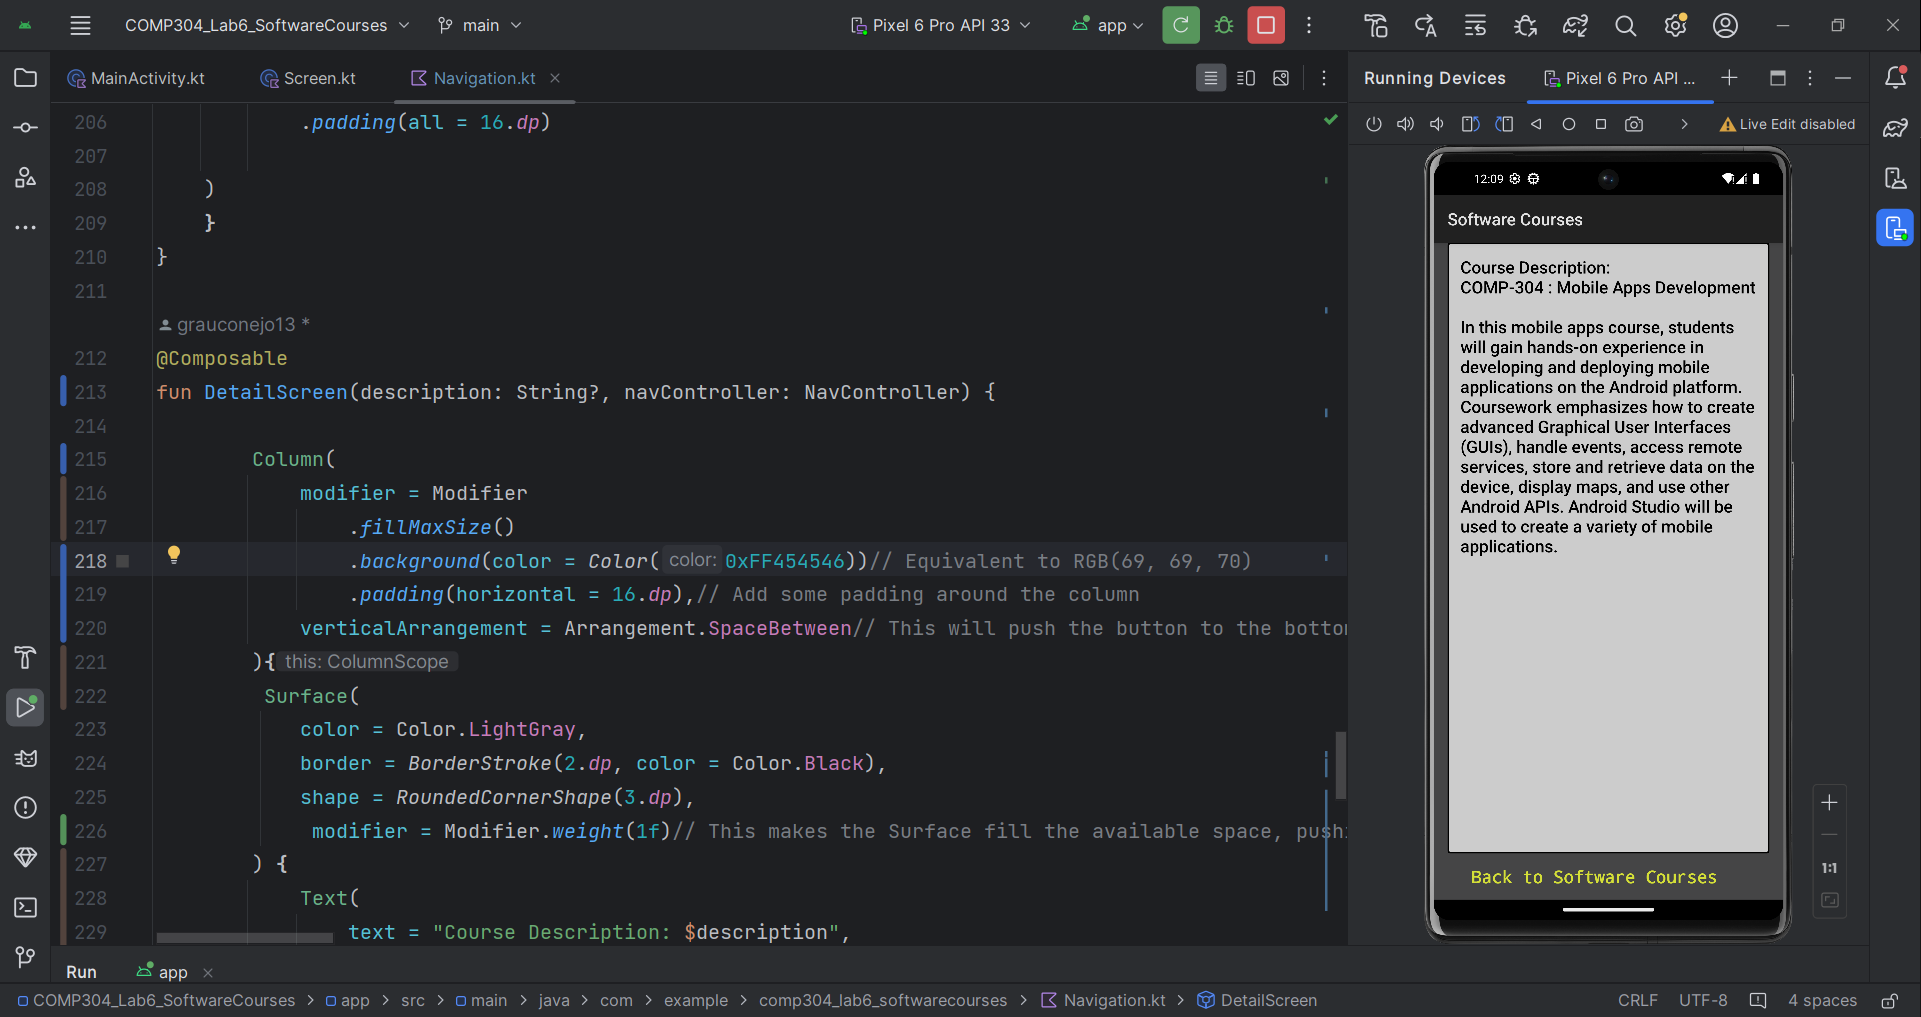 COMP304_Lab6_SoftwareCourses
main
Pixel 6 Pro API 33
app
MainActivity.kt
Screen.kt
Navigation.kt
Running Devices
Pixel 6 Pro API ...
Live Edit disabled
206 .padding(all = 16.dp)
207
208 )
209 }
210 }
211
grauconejo13 *
212 @Composable
213 fun DetailScreen(description: String?, navController: NavController) {
214
215 Column(
216 modifier = Modifier
217 .fillMaxSize()
218 .background(color = Color( color: 0xFF454546))// Equivalent to RGB(69, 69, 70)
219 .padding(horizontal = 16.dp),// Add some padding around the column
220 verticalArrangement = Arrangement.SpaceBetween// This will push the button to the bottom
221 ){ this: ColumnScope
222 Surface(
223 color = Color.LightGray,
224 border = BorderStroke(2.dp, color = Color.Black),
225 shape = RoundedCornerShape(3.dp),
226 modifier = Modifier.weight(1f)// This makes the Surface fill the available space, push
227 ) {
228 Text(
229 text = "Course Description: $description",
12:09
Software Courses
Course Description:
COMP-304 : Mobile Apps Development
In this mobile apps course, students
will gain hands-on experience in
developing and deploying mobile
applications on the Android platform.
Coursework emphasizes how to create
advanced Graphical User Interfaces
(GUIs), handle events, access remote
services, store and retrieve data on the
device, display maps, and use other
Android APIs. Android Studio will be
used to create a variety of mobile
applications.
Back to Software Courses
1:1
Run
app
COMP304_Lab6_SoftwareCourses > app > src > main > java > com > example > comp304_lab6_softwarecourses > Navigation.kt > DetailScreen
CRLF UTF-8 4 spaces